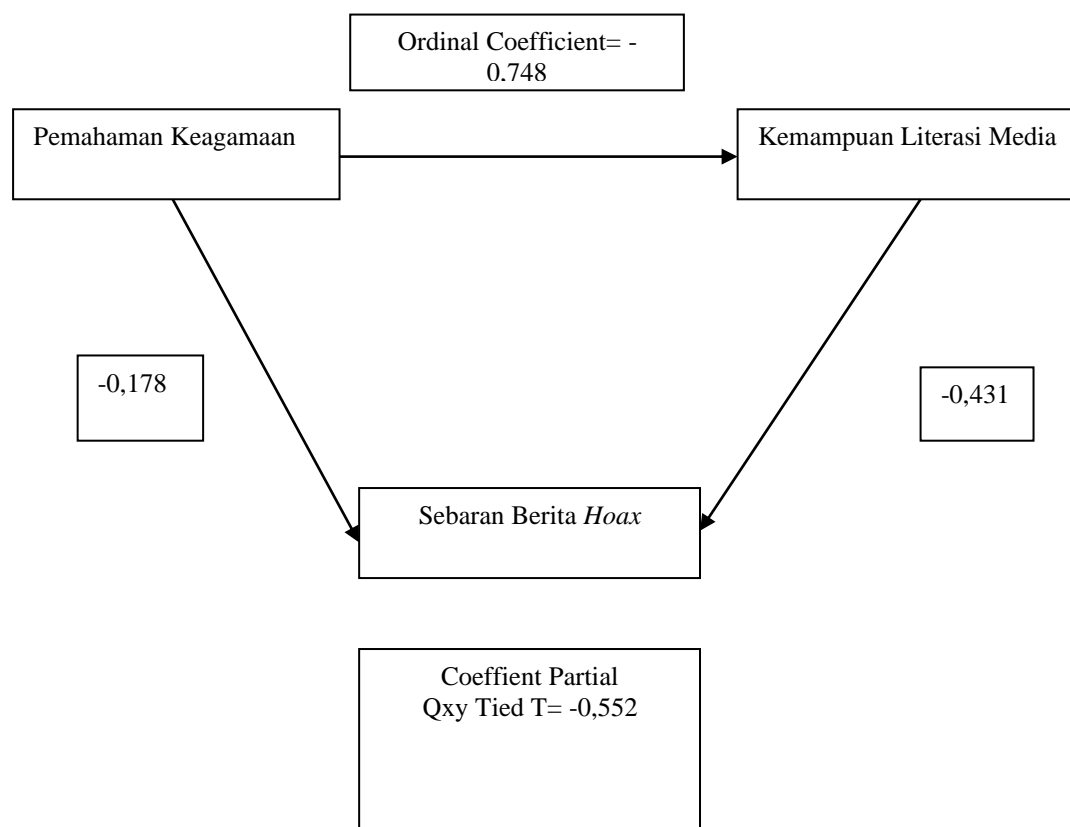 Ordinal Coefficient= -
0,748
Pemahaman Keagamaan
Kemampuan Literasi Media
-0,178
-0,431
Sebaran Berita Hoax
Coeffient Partial
Qxy Tied T= -0,552